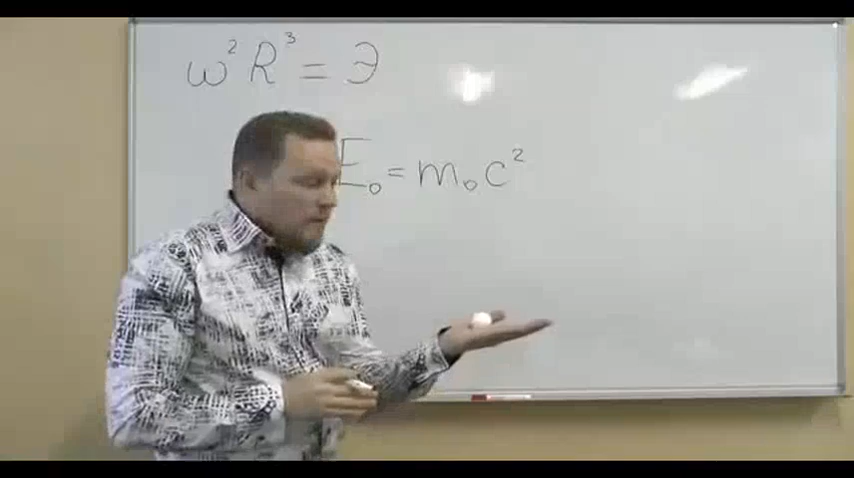 ω²R³ = Э
E₀ = m₀c²